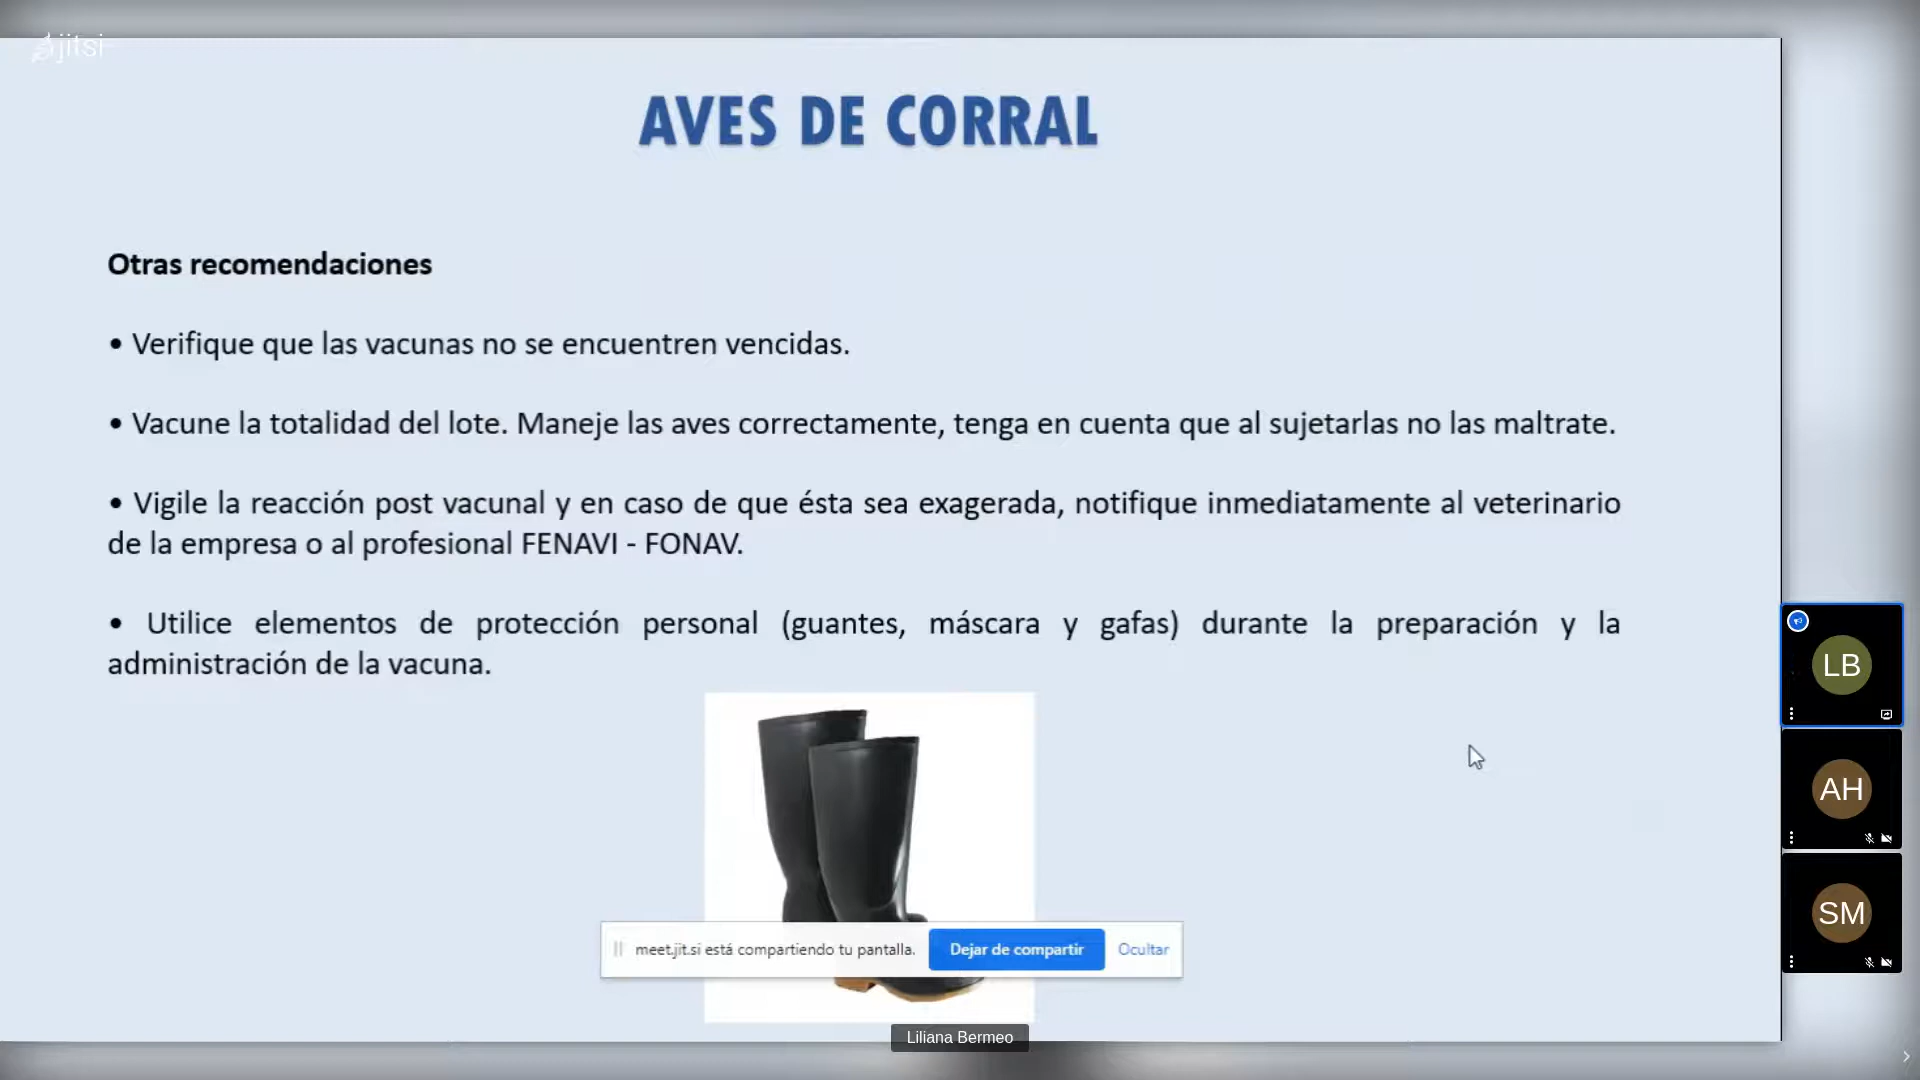 jitsi
AVES DE CORRAL
Otras recomendaciones
• Verifique que las vacunas no se encuentren vencidas.
• Vacune la totalidad del lote. Maneje las aves correctamente, tenga en cuenta que al sujetarlas no las maltrate.
• Vigile la reacción post vacunal y en caso de que ésta sea exagerada, notifique inmediatamente al veterinario
de la empresa o al profesional FENAVI - FONAV.
• Utilice elementos de protección personal (guantes, máscara y gafas) durante la preparación y la
administración de la vacuna.
LB
AH
SM
meet.jit.si está compartiendo tu pantalla.
Dejar de compartir
Ocultar
Liliana Bermeo